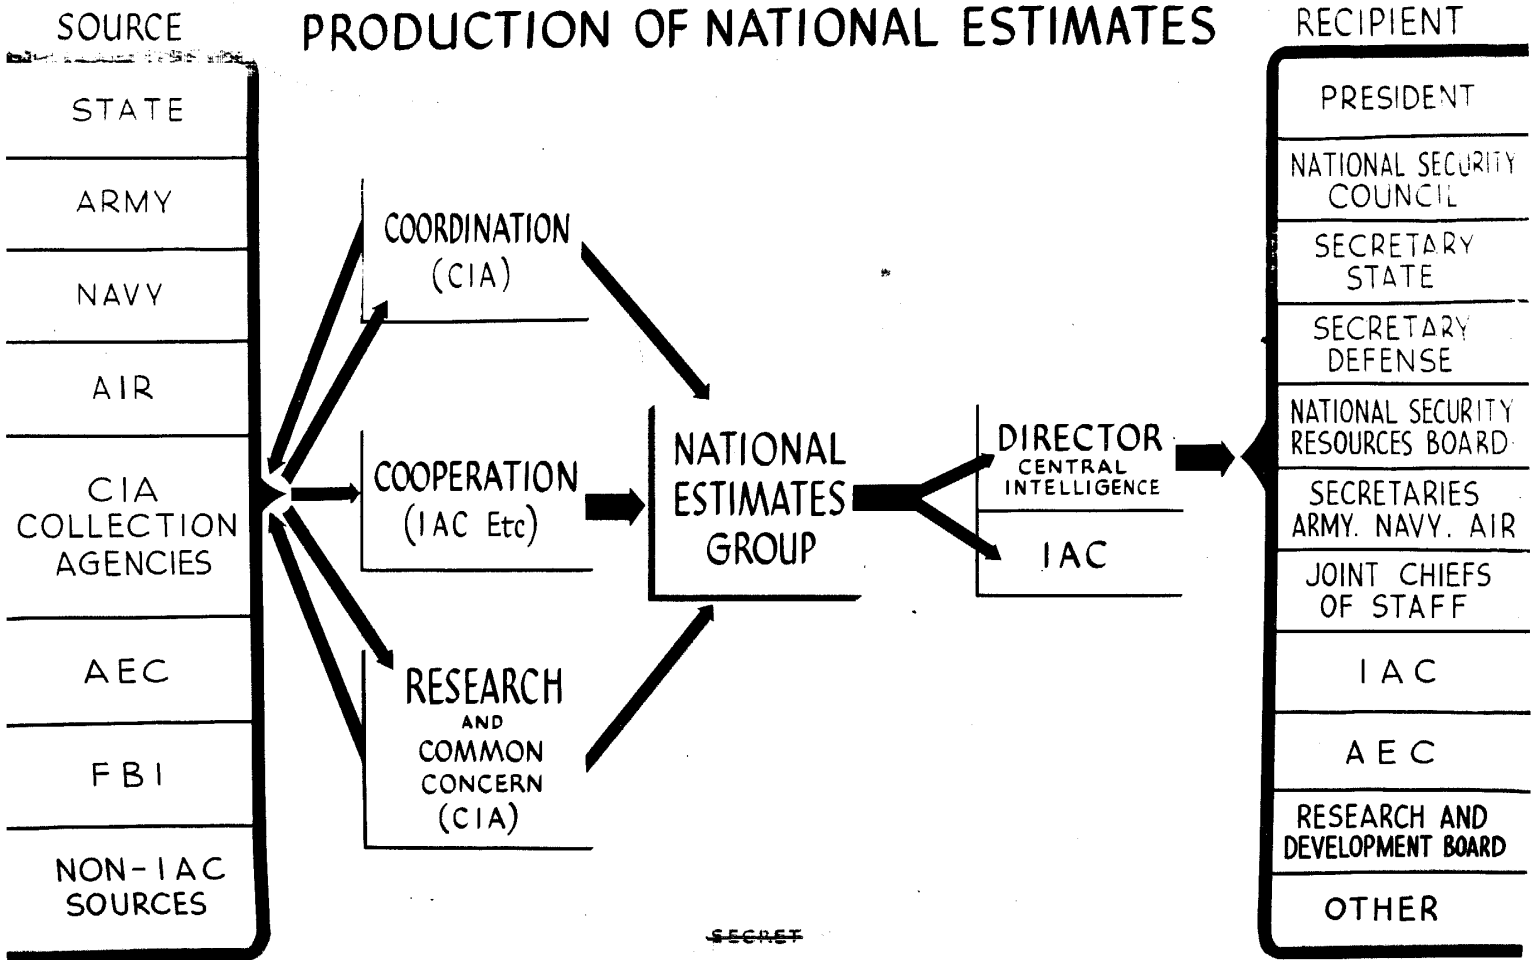 SOURCE
PRODUCTION OF NATIONAL ESTIMATES
RECIPIENT
STATE
ARMY
NAVY
AIR
CIA
COLLECTION
AGENCIES
AEC
FBI
NON-IAC
SOURCES
COORDINATION
(CIA)
COOPERATION
(IAC Etc)
RESEARCH
AND
COMMON
CONCERN
(CIA)
NATIONAL
ESTIMATES
GROUP
DIRECTOR
CENTRAL
INTELLIGENCE
IAC
PRESIDENT
NATIONAL SECURITY
COUNCIL
SECRETARY
STATE
SECRETARY
DEFENSE
NATIONAL SECURITY
RESOURCES BOARD
SECRETARIES
ARMY. NAVY. AIR
JOINT CHIEFS
OF STAFF
IAC
AEC
RESEARCH AND
DEVELOPMENT BOARD
OTHER
SECRET